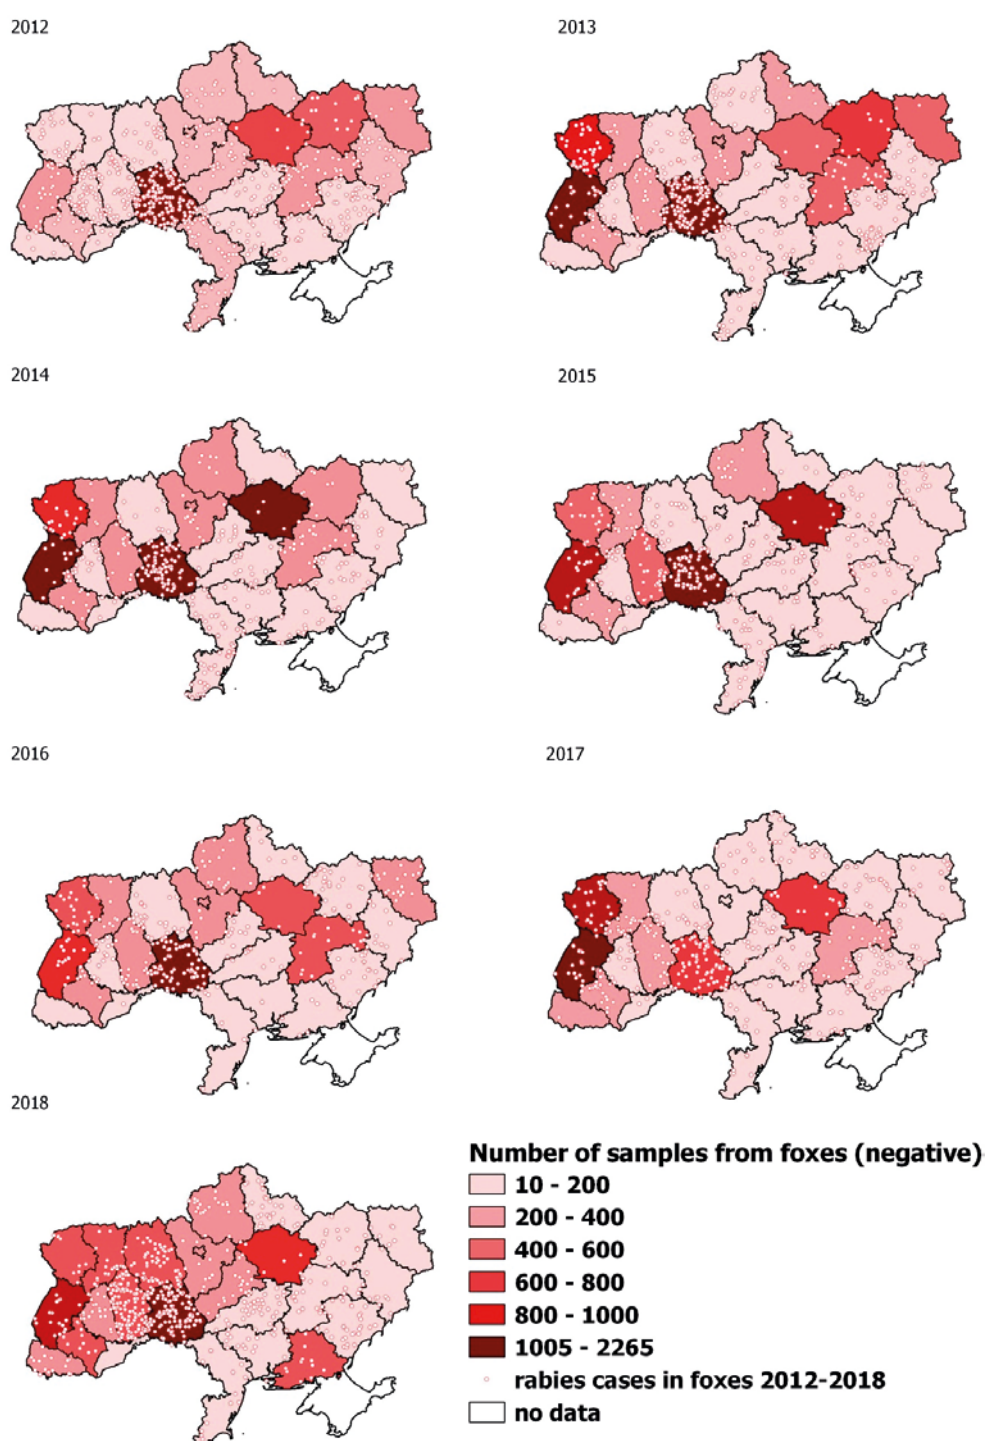 2012
2013
2014
2015
2016
2017
2018
Number of samples from foxes (negative)
10 - 200
200 - 400
400 - 600
600 - 800
800 - 1000
1005 - 2265
rabies cases in foxes 2012-2018
no data